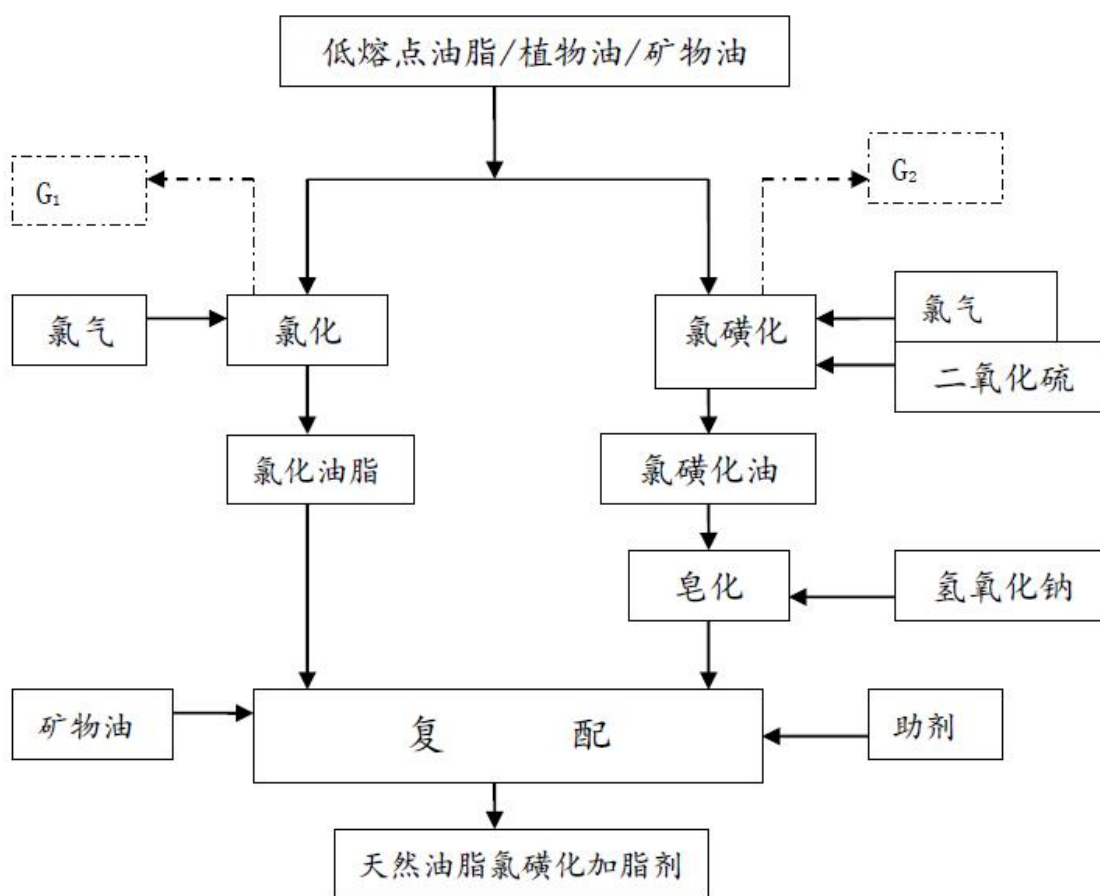 低熔点油脂/植物油/矿物油
G₁
G₂
氯气
氯化
氯磺化
氯气
二氧化硫
氯化油脂
氯磺化油
皂化
氢氧化钠
矿物油
复 配
助剂
天然油脂氯磺化加脂剂